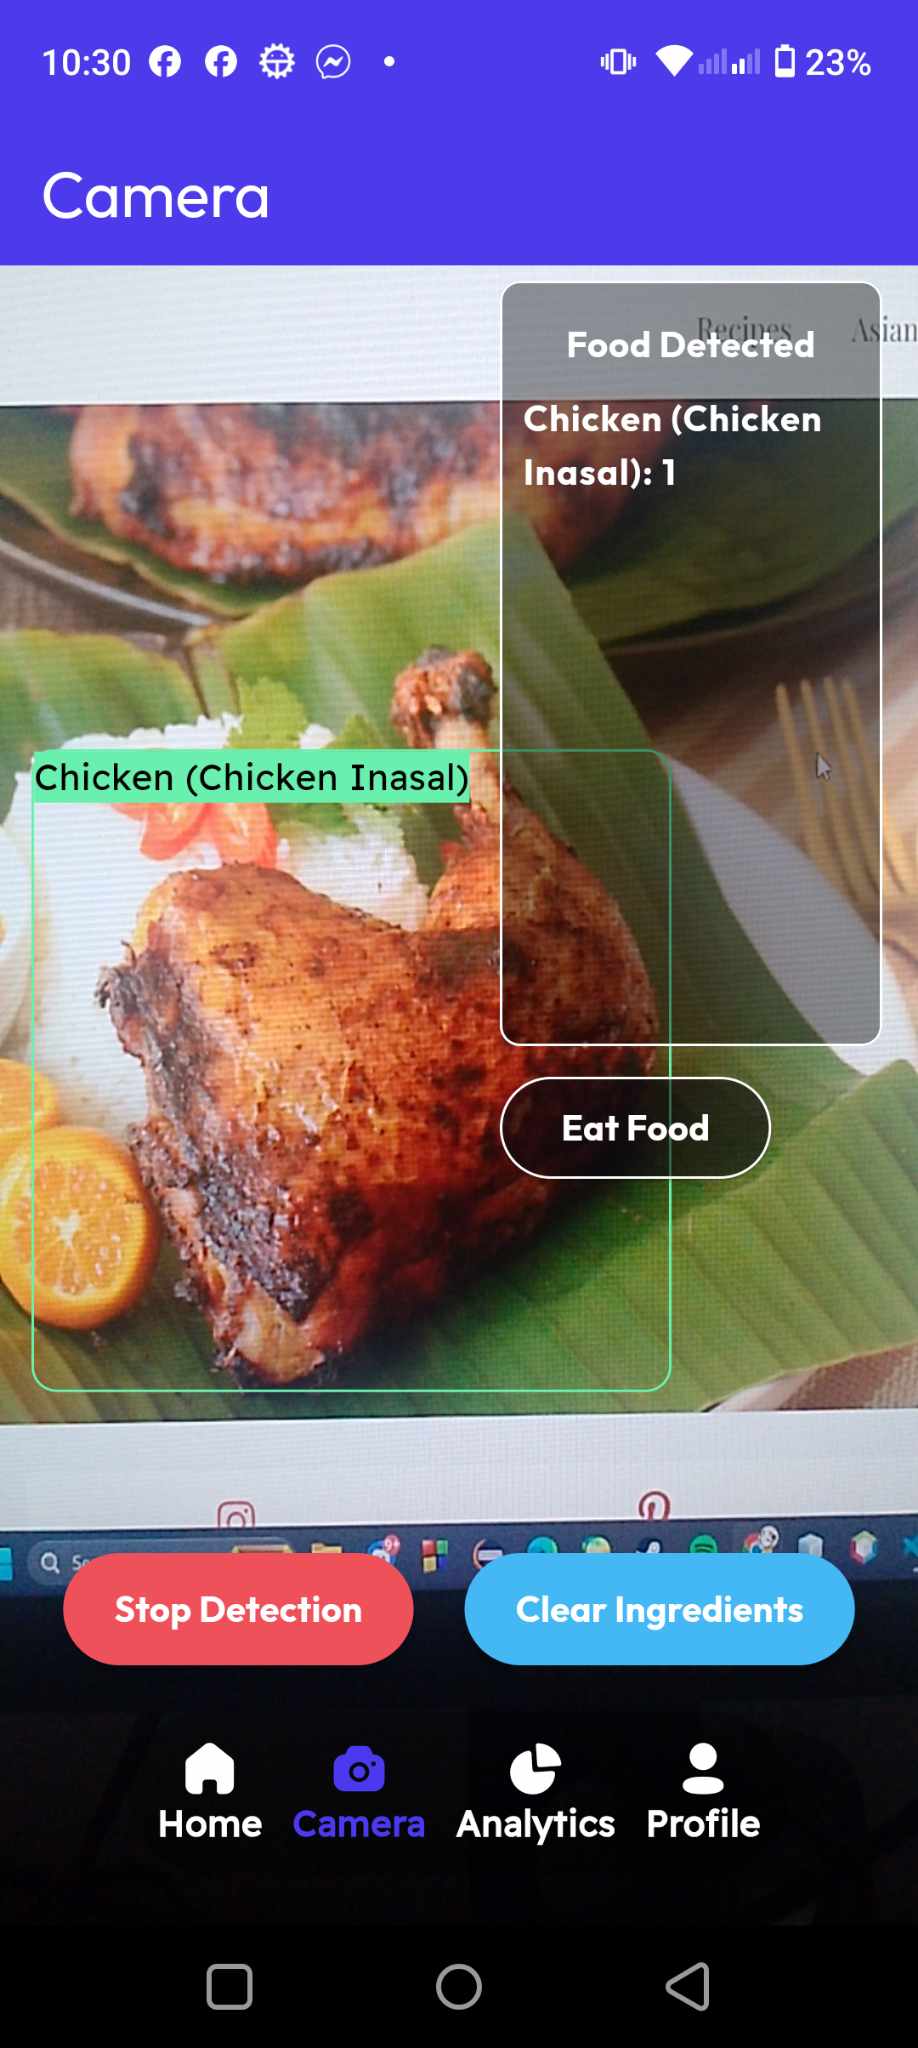 10:30
23%
Camera
Recipes
Asian
Food Detected
Chicken (Chicken
Inasal): 1
Chicken (Chicken Inasal)
Eat Food
Stop Detection
Clear Ingredients
Home
Camera
Analytics
Profile